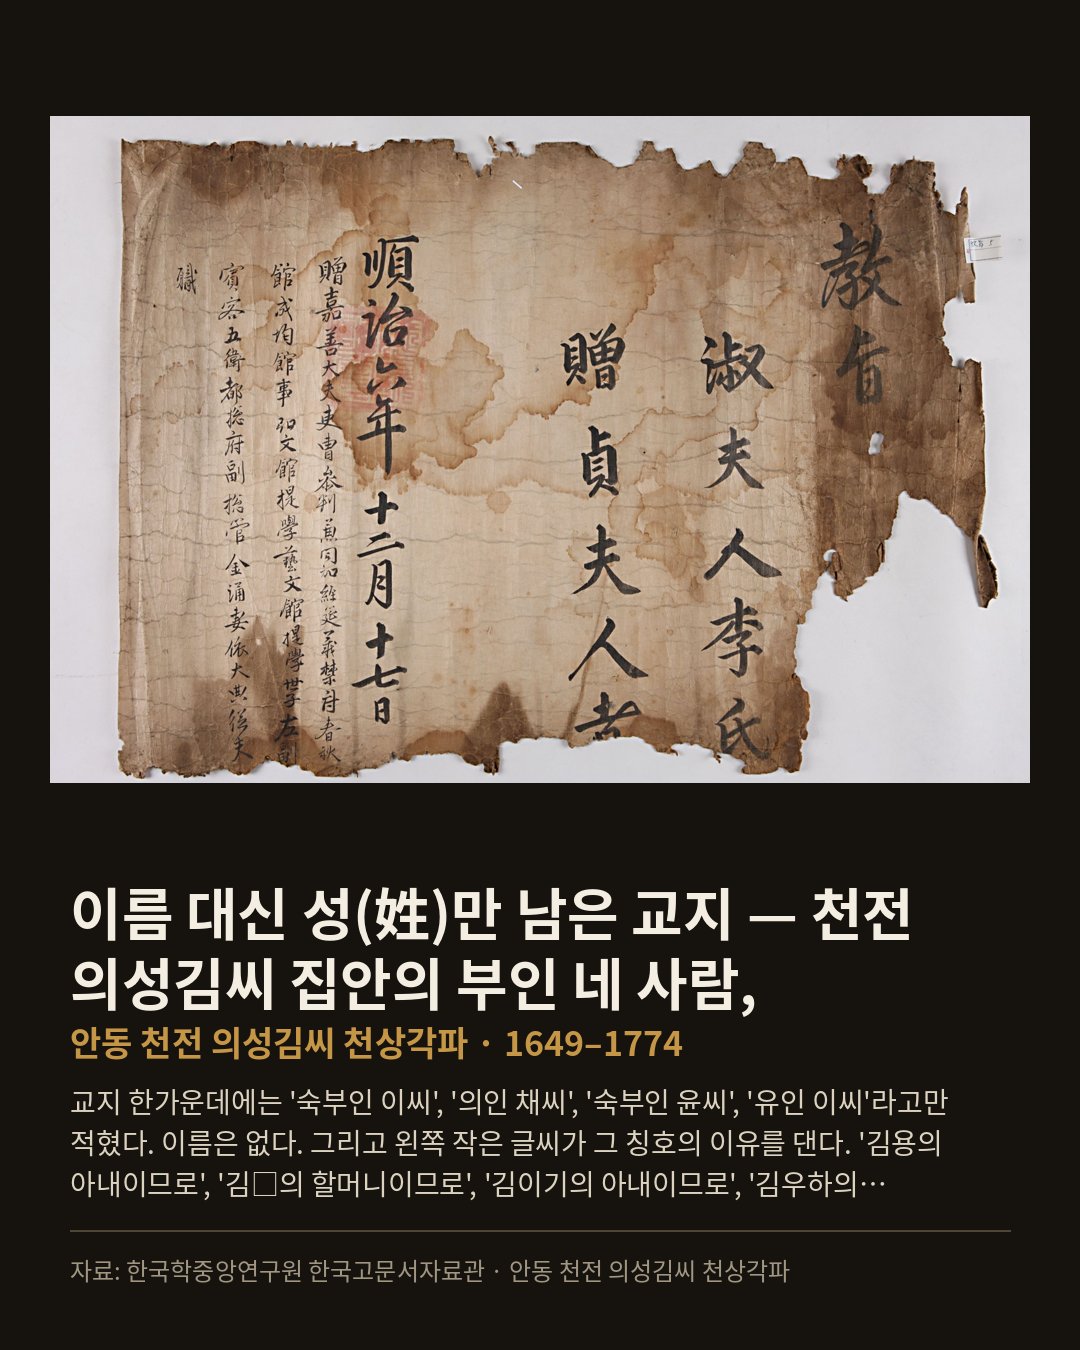 敎旨
淑夫人李氏
贈貞夫人者
順治六年十二月十七日
贈嘉善大夫吏曹參判兼同知經筵義禁府春秋
館成均館事弘文館提學藝文館提學世子左副
賓客五衛都摠府副摠管金涌妻依大典從夫
職
이름 대신 성(姓)만 남은 교지 — 천전
의성김씨 집안의 부인 네 사람,
안동 천전 의성김씨 천상각파 · 1649–1774
교지 한가운데에는 '숙부인 이씨', '의인 채씨', '숙부인 윤씨', '유인 이씨'라고만
적혔다. 이름은 없다. 그리고 왼쪽 작은 글씨가 그 칭호의 이유를 댄다. '김용의
아내이므로', '김□의 할머니이므로', '김이기의 아내이므로', '김우하의…
자료: 한국학중앙연구원 한국고문서자료관 · 안동 천전 의성김씨 천상각파